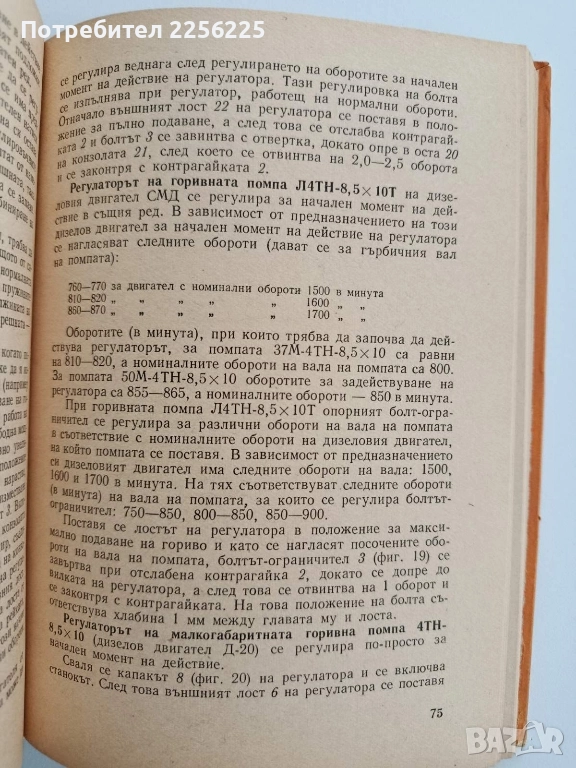 Потребител 2256225
се регулира веднага след регулирането на оборотите за начален
момент на действие на регулатора. Тази регулировка на болта
се изпълнява при регулатор, работещ на нормални обороти.
Отначало външният лост 22 на регулатора се поставя в поло-
жение за пълно подаване, а след това се отслабва контрагай-
ката 2 и болтът 3 се завинтва с отвертка, докато опре в оста 20
на конзолата 21, след което се отвинтва на 2,0—2,5 оборота
и се законтря с контрагайката 2.
Регулаторът на горивната помпа Л4ТН-8,5×10Т на дизе-
ловия двигател СМД се регулира за начален момент на дей-
ствие в същия ред. В зависимост от предназначението на този
дизелов двигател за начален момент на действие на регулатора
се нагласяват следните обороти (дават се за гърбичния вал
на помпата):
760—770 за двигател с номинални обороти 1500 в минута
810—820 „ „ „ „ „ 1600 „ „
860—870 „ „ „ „ „ 1700 „ „
Оборотите (в минута), при които трябва да започва да дей-
ствува регулаторът, за помпата 37М-4ТН-8,5×10 са равни
на 810—820, а номиналните обороти на вала на помпата са 800.
За помпата 50М-4ТН-8,5×10 оборотите за задействуване на
регулатора са 855—865, а номиналните обороти — 850 в минута.
При горивната помпа Л4ТН-8,5×10Т опорният болт-огра-
ничител се регулира за различни обороти на вала на помпата
в съответствие с номиналните обороти на дизеловия двигател,
на който помпата се поставя. В зависимост от предназначението
си дизеловият двигател има следните обороти на вала: 1500,
1600 и 1700 в минута. На тях съответствуват следните обороти
(в минута) на вала на помпата, за които се регулира болтът-
ограничител: 750—850, 800—850, 850—900.
Поставя се лостът на регулатора в положение за макси-
мално подаване на гориво и като се нагласят посочените обо-
роти на вала на помпата, болтът-ограничител 3 (фиг. 19) се
завъртва при отслабена контрагайка 2, докато се допре до
вилката на регулатора, а след това се отвинтва на 1 оборот и
се законтря с контрагайката. На това положение на болта съ-
ответствува хлабина 1 мм между главата му и лоста.
Регулаторът на малкогабаритната горивна помпа 4ТН-
8,5×10 (дизелов двигател Д-20) се регулира по-просто за
начален момент на действие.
Сваля се капакът 8 (фиг. 20) на регулатора и се включва
станокът. След това външният лост 6 на регулатора се поставя
75
BAZAR